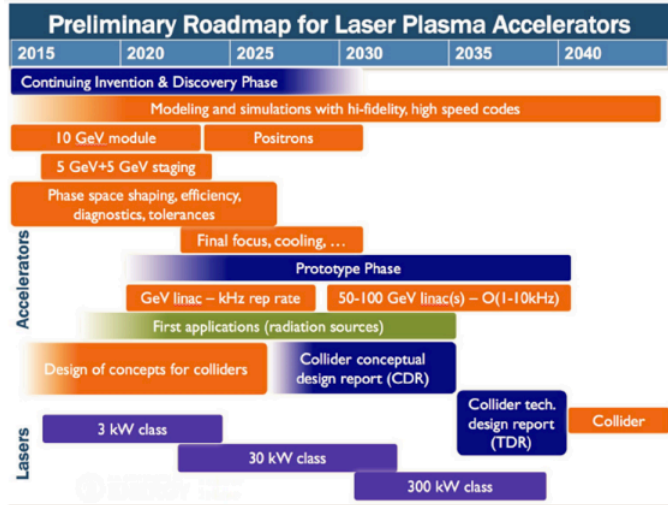 Preliminary Roadmap for Laser Plasma Accelerators
2015 2020 2025 2030 2035 2040
Continuing Invention & Discovery Phase
Modeling and simulations with hi-fidelity, high speed codes
10 GeV module
Positrons
5 GeV+5 GeV staging
Phase space shaping, efficiency,
diagnostics, tolerances
Final focus, cooling, ...
Prototype Phase
GeV linac – kHz rep rate
50-100 GeV linac(s) – O(1-10kHz)
First applications (radiation sources)
Design of concepts for colliders
Collider conceptual
design report (CDR)
Collider tech.
design report
(TDR)
Collider
Accelerators
3 kW class
30 kW class
300 kW class
Lasers